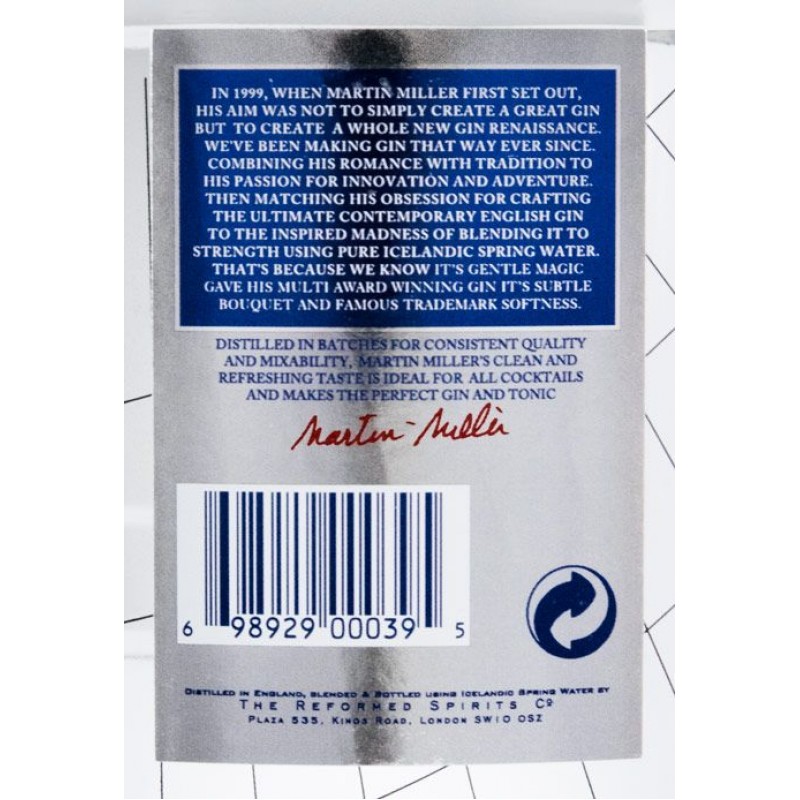 IN 1999, WHEN MARTIN MILLER FIRST SET OUT,
HIS AIM WAS NOT TO SIMPLY CREATE A GREAT GIN
BUT TO CREATE A WHOLE NEW GIN RENAISSANCE.
WE'VE BEEN MAKING GIN THAT WAY EVER SINCE.
COMBINING HIS ROMANCE WITH TRADITION TO
HIS PASSION FOR INNOVATION AND ADVENTURE.
THEN MATCHING HIS OBSESSION FOR CRAFTING
THE ULTIMATE CONTEMPORARY ENGLISH GIN
TO THE INSPIRED MADNESS OF BLENDING IT TO
STRENGTH USING PURE ICELANDIC SPRING WATER.
THAT'S BECAUSE WE KNOW IT'S GENTLE MAGIC
GAVE HIS MULTI AWARD WINNING GIN IT'S SUBTLE
BOUQUET AND FAMOUS TRADEMARK SOFTNESS.
DISTILLED IN BATCHES FOR CONSISTENT QUALITY
AND MIXABILITY, MARTIN MILLER'S CLEAN AND
REFRESHING TASTE IS IDEAL FOR ALL COCKTAILS
AND MAKES THE PERFECT GIN AND TONIC
Martin Miller
6 98929 00039 5
DISTILLED IN ENGLAND, BLENDED & BOTTLED USING ICELANDIC SPRING WATER BY
THE REFORMED SPIRITS Cº
PLAZA 535, KINGS ROAD, LONDON SW10 OSZ